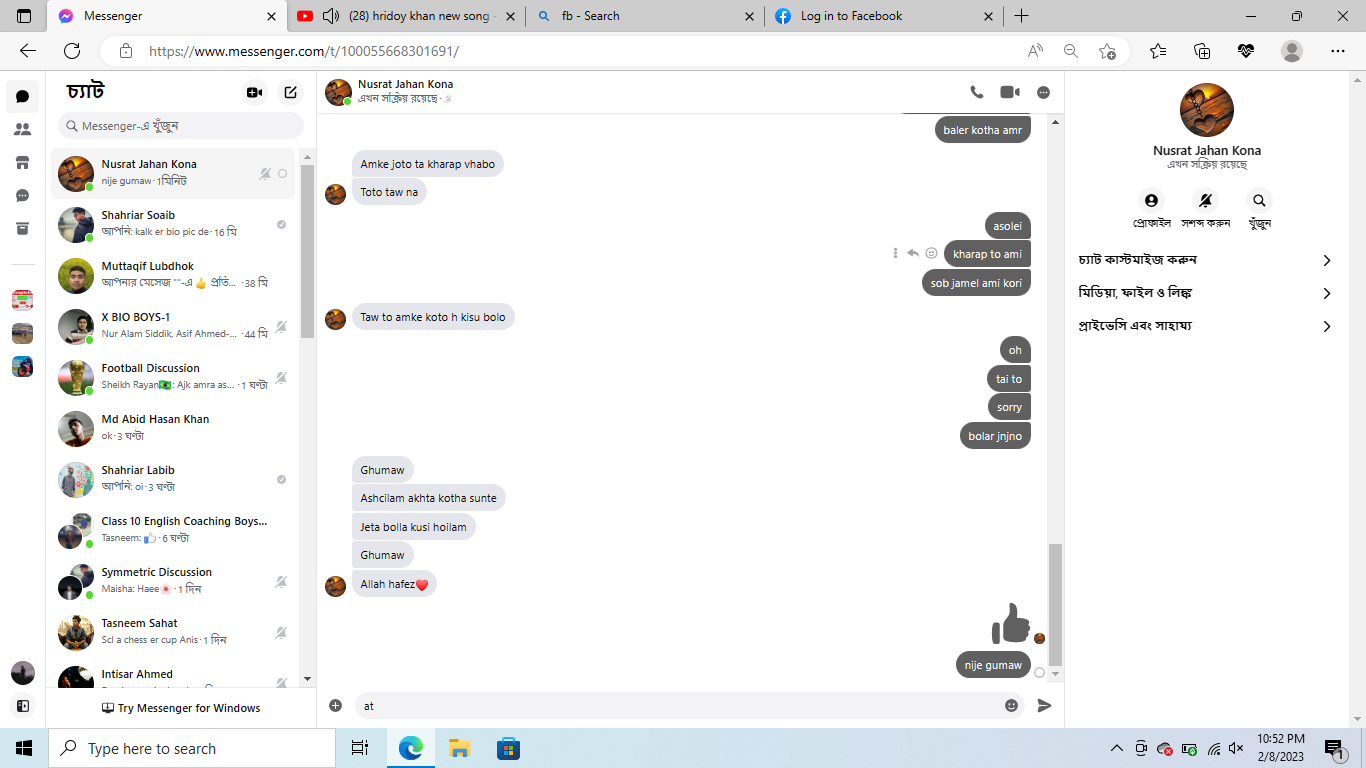 Messenger
(28) hridoy khan new song -
fb - Search
Log in to Facebook
https://www.messenger.com/t/100055668301691/
চ্যাট
Messenger-এ খুঁজুন
Nusrat Jahan Kona
nije gumaw · 1মিনিট
Shahriar Soaib
আপনি: kalk er bio pic de · 16 মি
Muttaqif Lubdhok
আপনার মেসেজ ""-এ 👍 প্রতি... · 38 মি
X BIO BOYS-1
Nur Alam Siddik, Asif Ahmed-... · 44 মি
Football Discussion
Sheikh Rayan🇧🇷: Ajk amra as... · 1 ঘণ্টা
Md Abid Hasan Khan
ok · 3 ঘণ্টা
Shahriar Labib
আপনি: oi · 3 ঘণ্টা
Class 10 English Coaching Boys...
Tasneem: 👍 · 6 ঘণ্টা
Symmetric Discussion
Maisha: Haee · 1 দিন
Tasneem Sahat
Scl a chess er cup Anis · 1 দিন
Intisar Ahmed
Try Messenger for Windows
Nusrat Jahan Kona
এখন সক্রিয় রয়েছে ·
baler kotha amr
Amke joto ta kharap vhabo
Toto taw na
asolei
kharap to ami
sob jamel ami kori
Taw to amke koto h kisu bolo
oh
tai to
sorry
bolar jnjno
Ghumaw
Ashcilam akhta kotha sunte
Jeta bolla kusi hoilam
Ghumaw
Allah hafez❤️
nije gumaw
at
Nusrat Jahan Kona
এখন সক্রিয় রয়েছে
প্রোফাইল
সশব্দ করুন
খুঁজুন
চ্যাট কাস্টমাইজ করুন
মিডিয়া, ফাইল ও লিঙ্ক
প্রাইভেসি এবং সাহায্য
Type here to search
10:52 PM
2/8/2023
1